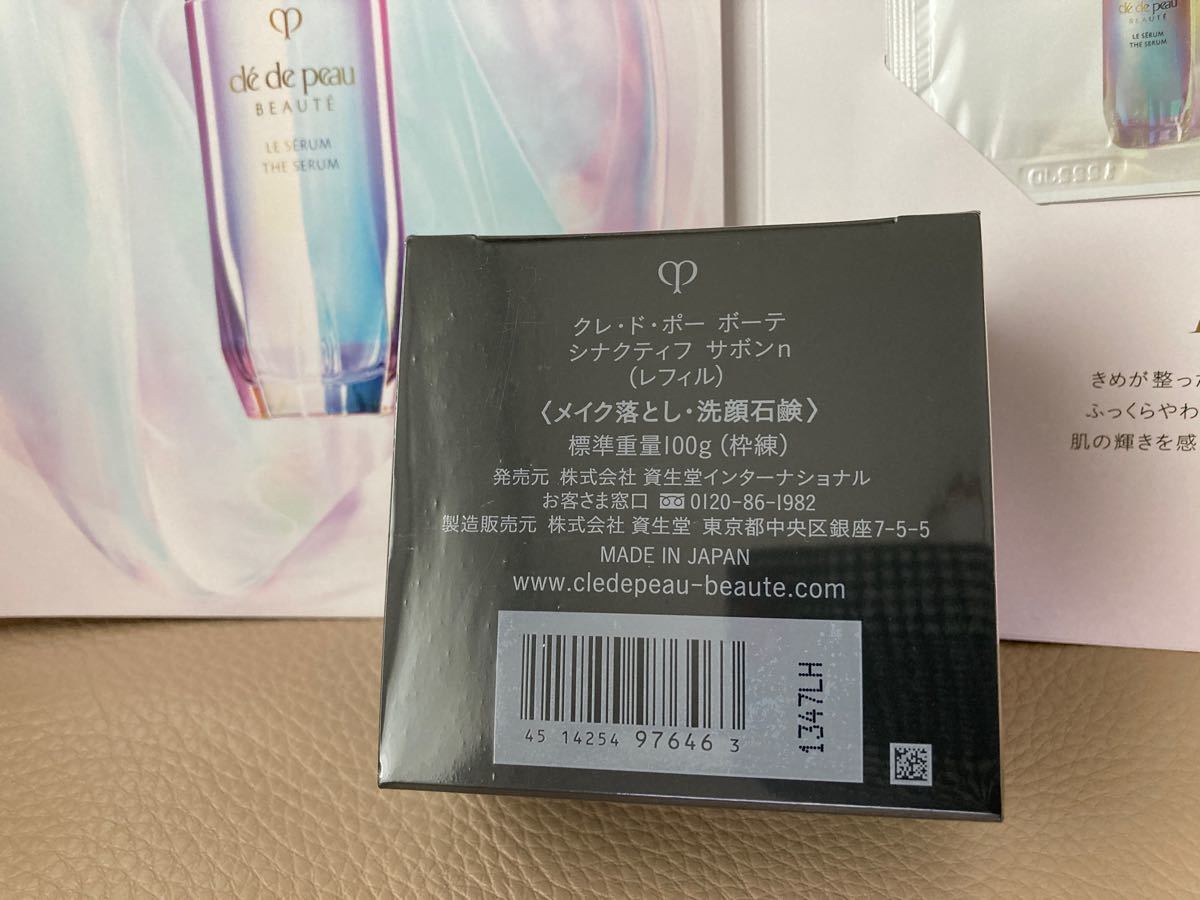 clé de peau
BEAUTÉ
LE SÉRUM
THE SERUM
clé de peau
BEAUTÉ
LE SÉRUM
THE SERUM
クレ・ド・ポー ボーテ
シナクティフ サボンn
(レフィル)
〈メイク落とし・洗顔石鹸〉
標準重量100g (枠練)
発売元 株式会社 資生堂インターナショナル
お客さま窓口 0120-86-1982
製造販売元 株式会社 資生堂 東京都中央区銀座7-5-5
MADE IN JAPAN
www.cledepeau-beaute.com
45 14254 97646 3
1347LH
きめが整った
ふっくらやわ
肌の輝きを感